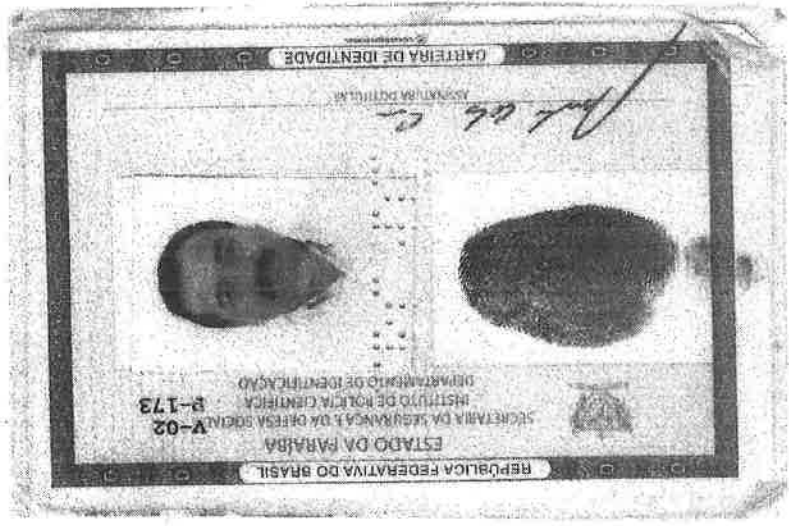 REPÚBLICA FEDERATIVA DO BRASIL
ESTADO DA PARAÍBA
SECRETARIA DA SEGURANÇA E DA DEFESA SOCIAL
V-02
INSTITUTO DE POLÍCIA CIENTÍFICA
P-173
DEPARTAMENTO DE IDENTIFICAÇÃO
ASSINATURA DO TITULAR
CARTEIRA DE IDENTIDADE